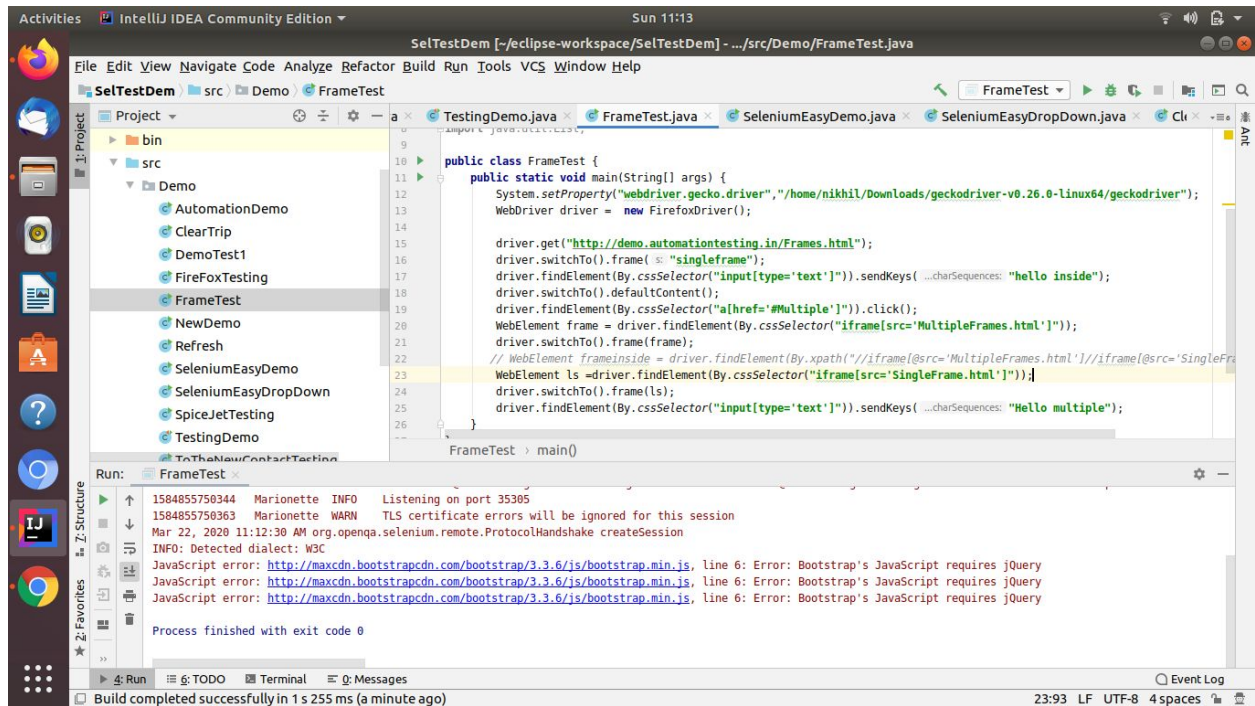 Activities IntelliJ IDEA Community Edition Sun 11:13
SelTestDem [~/eclipse-workspace/SelTestDem] - .../src/Demo/FrameTest.java
File Edit View Navigate Code Analyze Refactor Build Run Tools VCS Window Help
SelTestDem src Demo FrameTest FrameTest
1: Project
Project
a TestingDemo.java FrameTest.java SeleniumEasyDemo.java SeleniumEasyDropDown.java Cle
Ant
bin
src
Demo
AutomationDemo
ClearTrip
DemoTest1
FireFoxTesting
FrameTest
NewDemo
Refresh
SeleniumEasyDemo
SeleniumEasyDropDown
SpiceJetTesting
TestingDemo
ToTheNewContactTesting
8 import java.util.List;
9
10 public class FrameTest {
11 public static void main(String[] args) {
12 System.setProperty("webdriver.gecko.driver","/home/nikhil/Downloads/geckodriver-v0.26.0-linux64/geckodriver");
13 WebDriver driver = new FirefoxDriver();
14
15 driver.get("http://demo.automationtesting.in/Frames.html");
16 driver.switchTo().frame( s: "singleframe");
17 driver.findElement(By.cssSelector("input[type='text']")).sendKeys( ...charSequences: "hello inside");
18 driver.switchTo().defaultContent();
19 driver.findElement(By.cssSelector("a[href='#Multiple']")).click();
20 WebElement frame = driver.findElement(By.cssSelector("iframe[src='MultipleFrames.html']"));
21 driver.switchTo().frame(frame);
22 // WebElement frameinside = driver.findElement(By.xpath("//iframe[@src='MultipleFrames.html']//iframe[@src='SingleFra
23 WebElement ls =driver.findElement(By.cssSelector("iframe[src='SingleFrame.html']"));
24 driver.switchTo().frame(ls);
25 driver.findElement(By.cssSelector("input[type='text']")).sendKeys( ...charSequences: "Hello multiple");
26 }
FrameTest › main()
Run: FrameTest
Z: Structure
2: Favorites
1584855750344 Marionette INFO Listening on port 35305
1584855750363 Marionette WARN TLS certificate errors will be ignored for this session
Mar 22, 2020 11:12:30 AM org.openqa.selenium.remote.ProtocolHandshake createSession
INFO: Detected dialect: W3C
JavaScript error: http://maxcdn.bootstrapcdn.com/bootstrap/3.3.6/js/bootstrap.min.js, line 6: Error: Bootstrap's JavaScript requires jQuery
JavaScript error: http://maxcdn.bootstrapcdn.com/bootstrap/3.3.6/js/bootstrap.min.js, line 6: Error: Bootstrap's JavaScript requires jQuery
JavaScript error: http://maxcdn.bootstrapcdn.com/bootstrap/3.3.6/js/bootstrap.min.js, line 6: Error: Bootstrap's JavaScript requires jQuery
Process finished with exit code 0
4: Run 6: TODO Terminal 0: Messages Event Log
Build completed successfully in 1 s 255 ms (a minute ago) 23:93 LF UTF-8 4 spaces